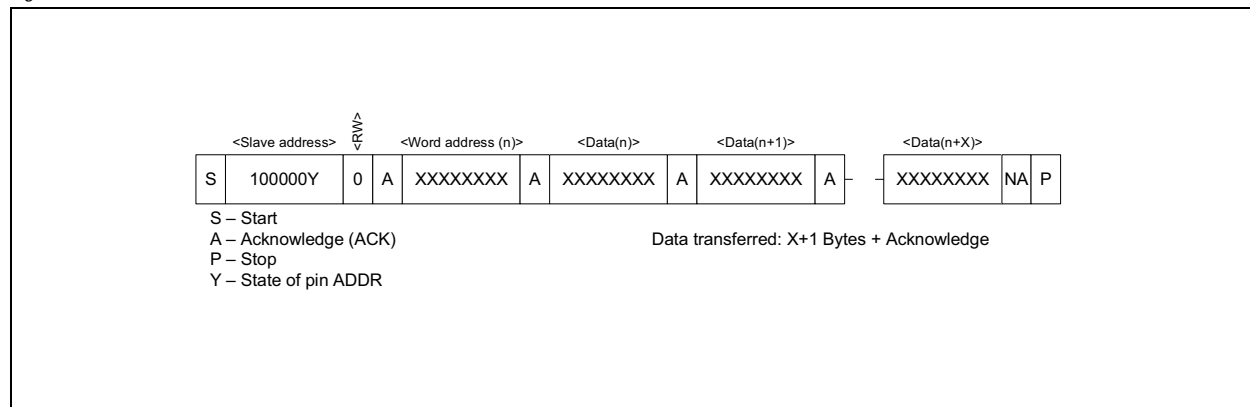 <Slave address> <RW> <Word address (n)> <Data(n)> <Data(n+1)> <Data(n+X)>
S 100000Y 0 A XXXXXXXX A XXXXXXXX A XXXXXXXX A XXXXXXXX NA P
S – Start
A – Acknowledge (ACK) Data transferred: X+1 Bytes + Acknowledge
P – Stop
Y – State of pin ADDR